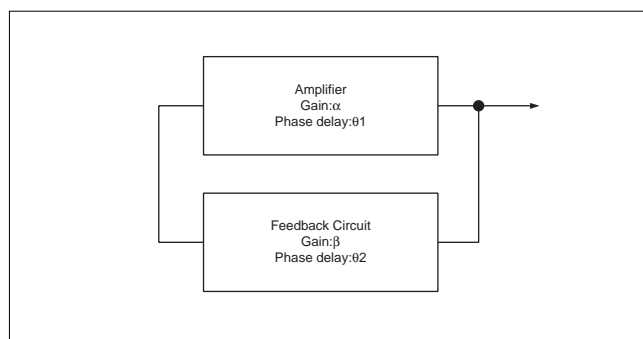 Amplifier
Gain:α
Phase delay:θ1
Feedback Circuit
Gain:β
Phase delay:θ2